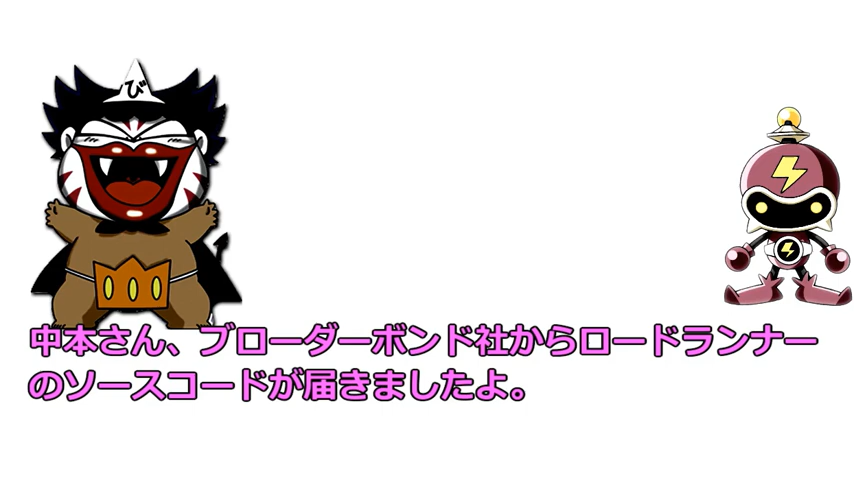 び
中本さん、ブローダーボンド社からロードランナー
のソースコードが届きましたよ。